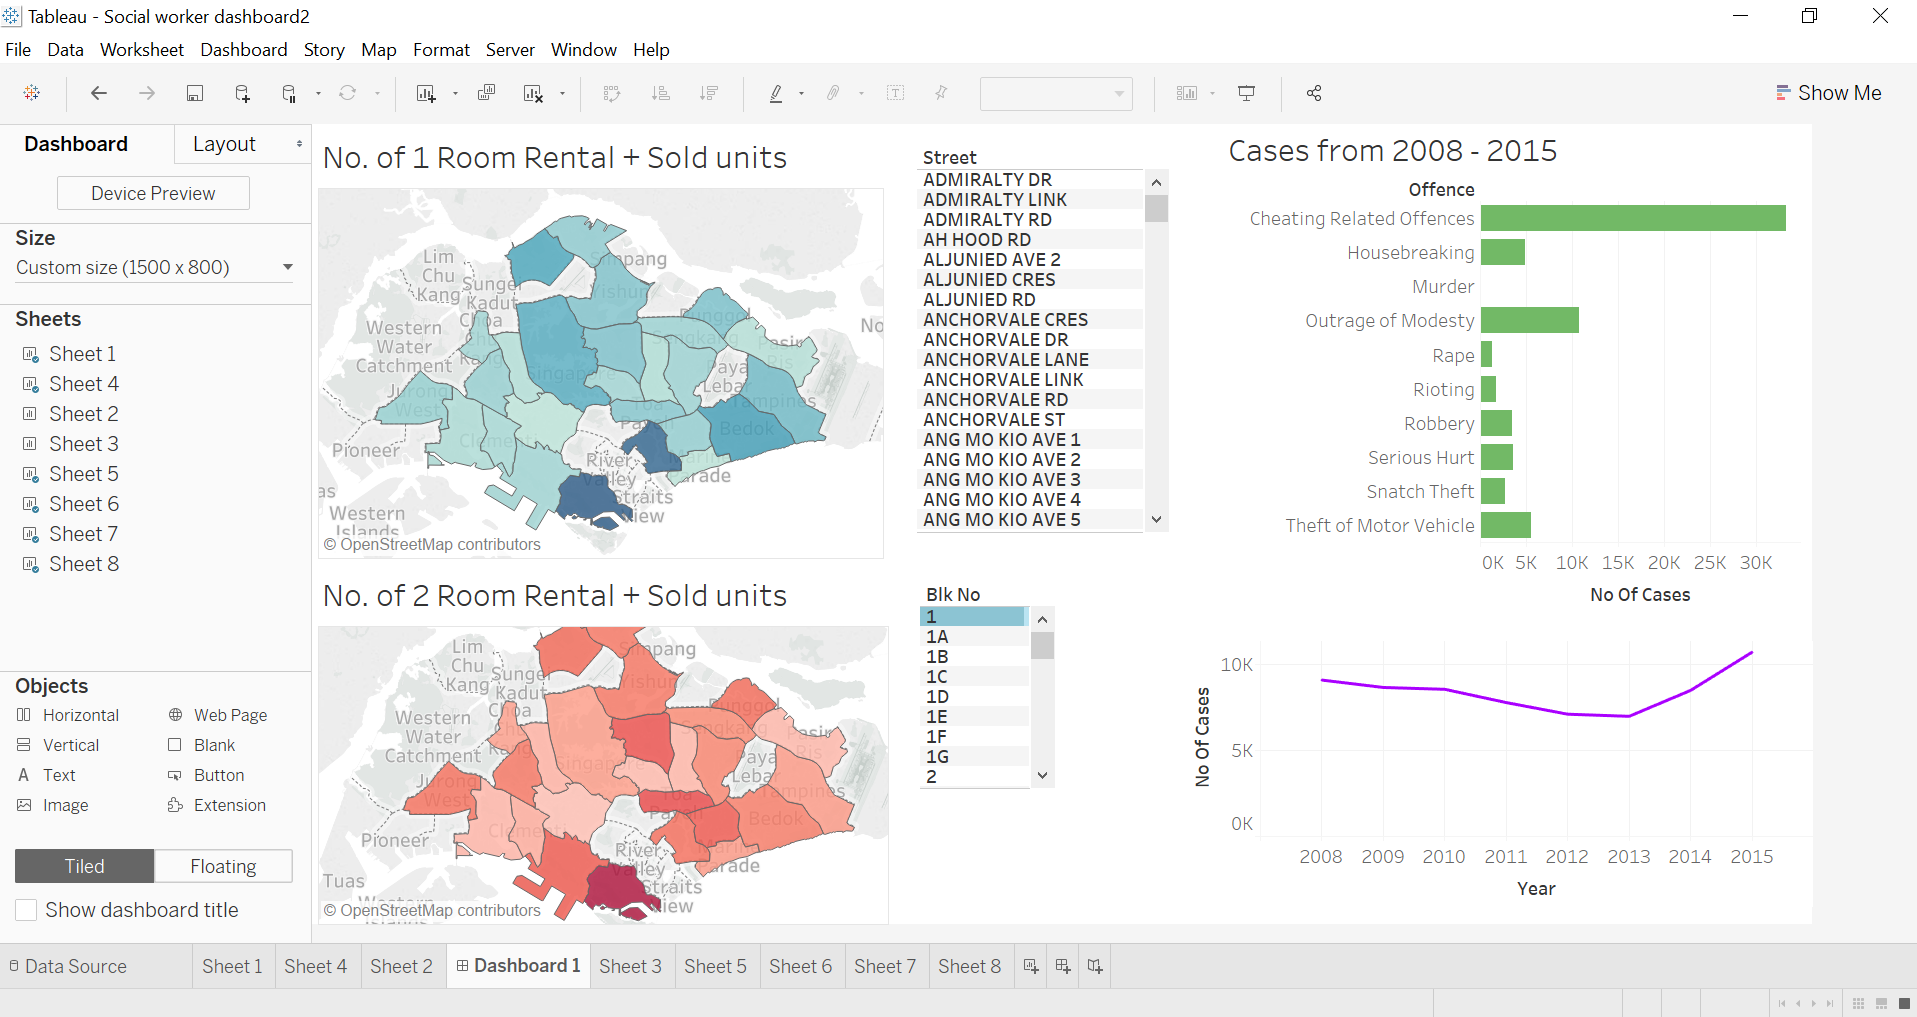 Tableau - Social worker dashboard2
File Data Worksheet Dashboard Story Map Format Server Window Help
Show Me
Dashboard
Layout
Device Preview
Size
Custom size (1500 x 800)
Sheets
Sheet 1
Sheet 4
Sheet 2
Sheet 3
Sheet 5
Sheet 6
Sheet 7
Sheet 8
Objects
Horizontal Web Page
Vertical Blank
Text Button
Image Extension
Tiled Floating
Show dashboard title
No. of 1 Room Rental + Sold units
Lim
Chu
Kang
Sungei
Kadut
Choa
Chu
Kang
Simpang
Yishun
Punggol
Sengkang
Western
Water
Catchment
Pasir
Ris
Paya
Lebar
No
Jurong
West
Singapore
Tampines
Toa
Payoh
Bedok
Pioneer
Clementi
River
Valley
Marine
Parade
Straits
View
as
Western
Islands
© OpenStreetMap contributors
No. of 2 Room Rental + Sold units
Lim
Chu
Kang
Sungei
Kadut
Choa
Kang
Simpang
Yishun
Punggol
Sengkang
Western
Water
Catchment
Pasir
Ris
Paya
Lebar
Jurong
West
Singapore
Tampines
Toa
Payoh
Bedok
Pioneer
Clementi
River
Valley
Marine
Parade
Straits
View
Tuas
© OpenStreetMap contributors
Street
ADMIRALTY DR
ADMIRALTY LINK
ADMIRALTY RD
AH HOOD RD
ALJUNIED AVE 2
ALJUNIED CRES
ALJUNIED RD
ANCHORVALE CRES
ANCHORVALE DR
ANCHORVALE LANE
ANCHORVALE LINK
ANCHORVALE RD
ANCHORVALE ST
ANG MO KIO AVE 1
ANG MO KIO AVE 2
ANG MO KIO AVE 3
ANG MO KIO AVE 4
ANG MO KIO AVE 5
Blk No
1
1A
1B
1C
1D
1E
1F
1G
2
Cases from 2008 - 2015
Offence
Cheating Related Offences
Housebreaking
Murder
Outrage of Modesty
Rape
Rioting
Robbery
Serious Hurt
Snatch Theft
Theft of Motor Vehicle
0K 5K 10K 15K 20K 25K 30K
No Of Cases
10K
5K
0K
No Of Cases
2008 2009 2010 2011 2012 2013 2014 2015
Year
Data Source Sheet 1 Sheet 4 Sheet 2 Dashboard 1 Sheet 3 Sheet 5 Sheet 6 Sheet 7 Sheet 8